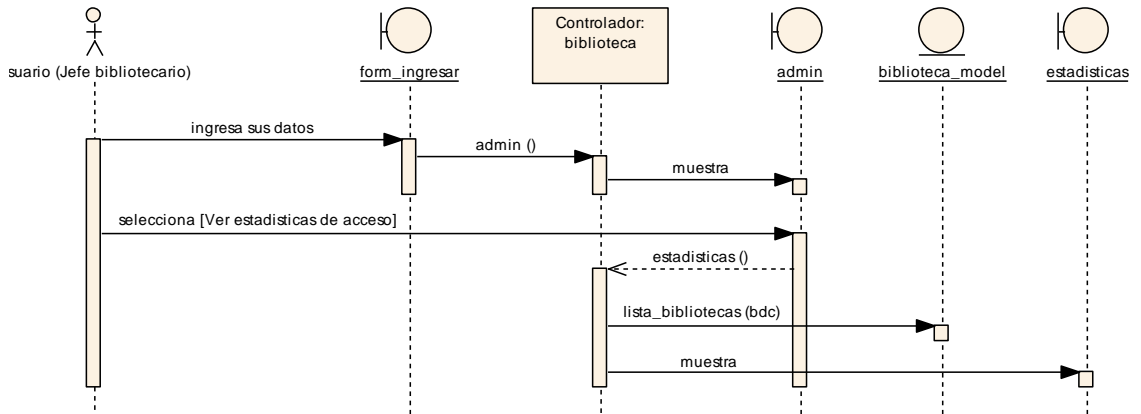 Controlador:
biblioteca
suario (Jefe bibliotecario)
form_ingresar
admin
biblioteca_model
estadisticas
ingresa sus datos
admin ()
muestra
selecciona [Ver estadisticas de acceso]
estadisticas ()
lista_bibliotecas (bdc)
muestra